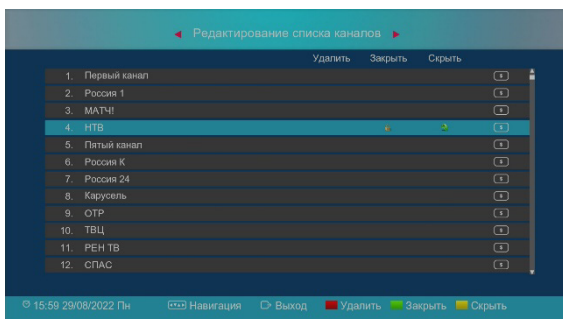 Редактирование списка каналов
Удалить Закрыть Скрыть
1. Первый канал
2. Россия 1
3. МАТЧ!
4. НТВ
5. Пятый канал
6. Россия К
7. Россия 24
8. Карусель
9. ОТР
10. ТВЦ
11. РЕН ТВ
12. СПАС
15:59 29/08/2022 Пн Навигация Выход Удалить Закрыть Скрыть